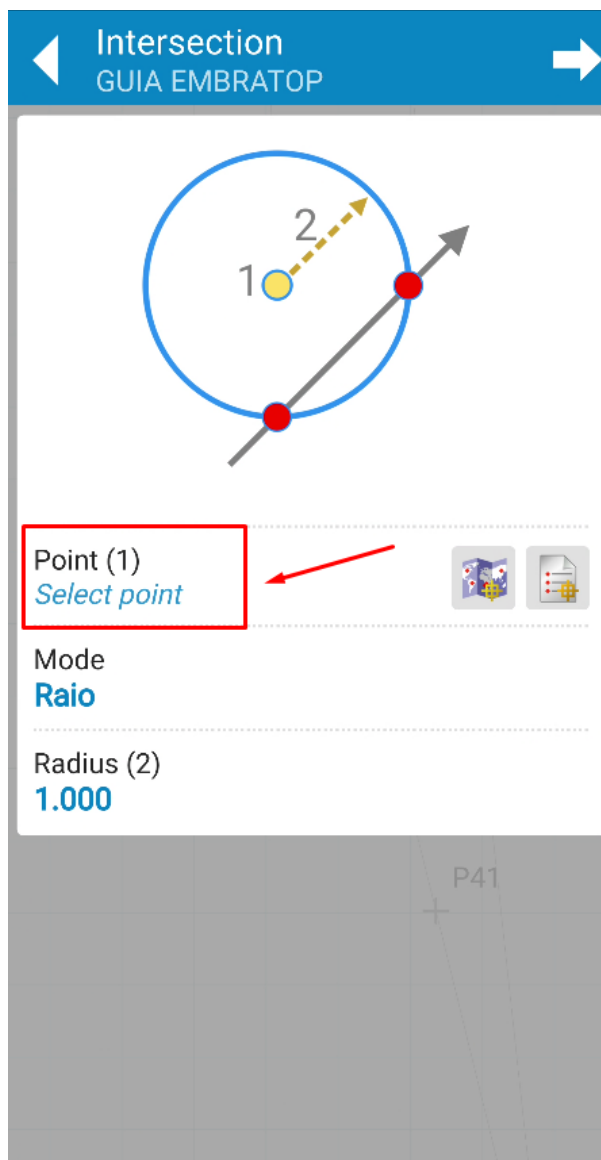 Intersection
GUIA EMBRATOP
2
1
Point (1)
Select point
Mode
Raio
Radius (2)
1.000
P41